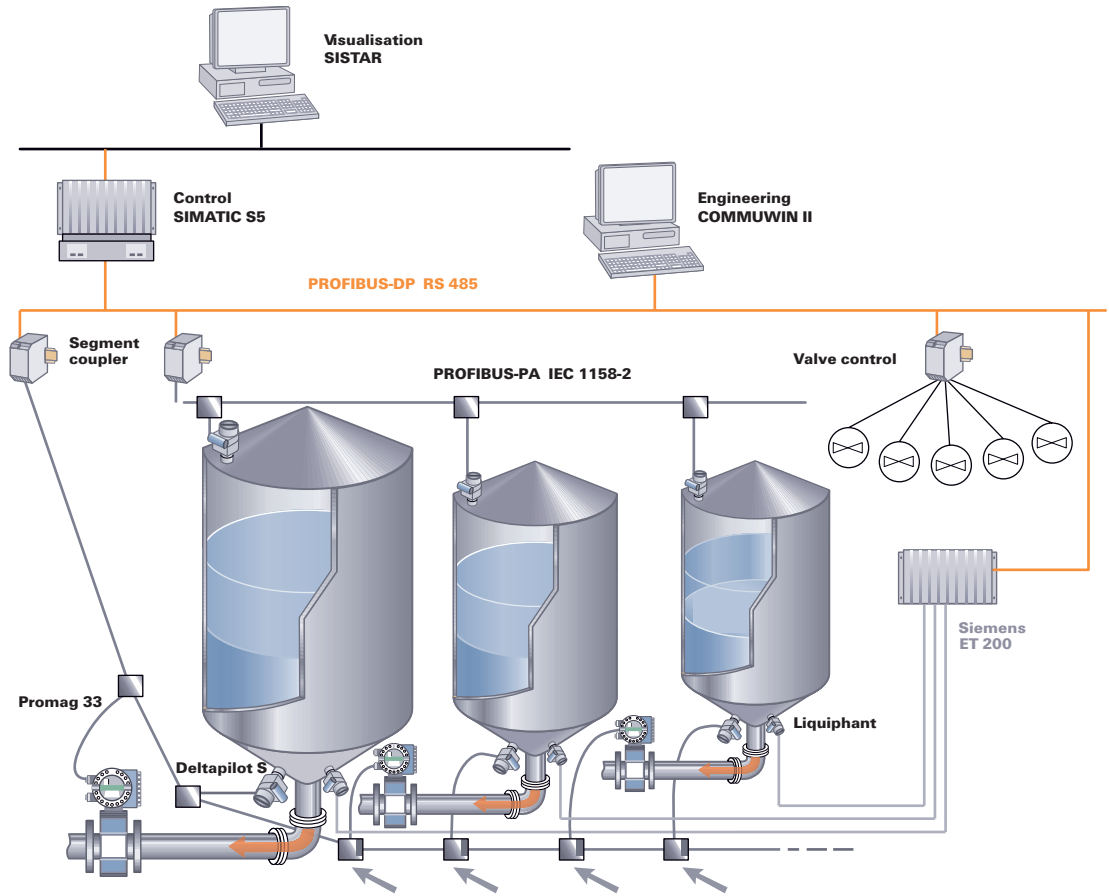 Visualisation
SISTAR
Control
SIMATIC S5
Engineering
COMMUWIN II
PROFIBUS-DP RS 485
Segment
coupler
Valve control
PROFIBUS-PA IEC 1158-2
Siemens
ET 200
Promag 33
Liquiphant
Deltapilot S